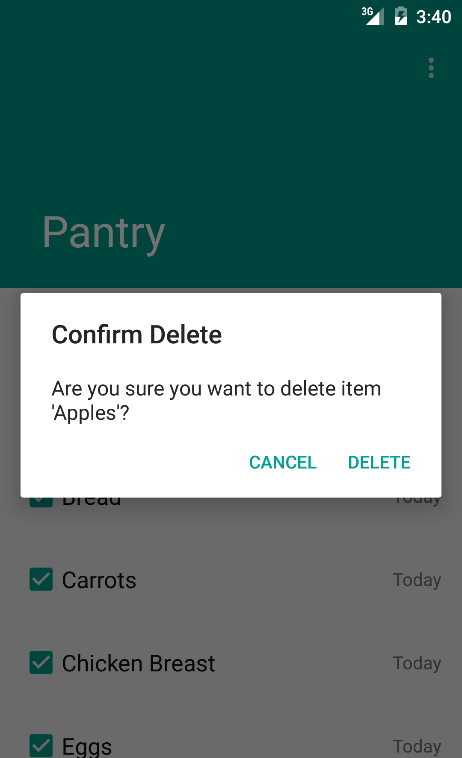 3G 3:40
Pantry
Confirm Delete
Are you sure you want to delete item
'Apples'?
CANCEL DELETE
Bread Today
Carrots Today
Chicken Breast Today
Eggs Today